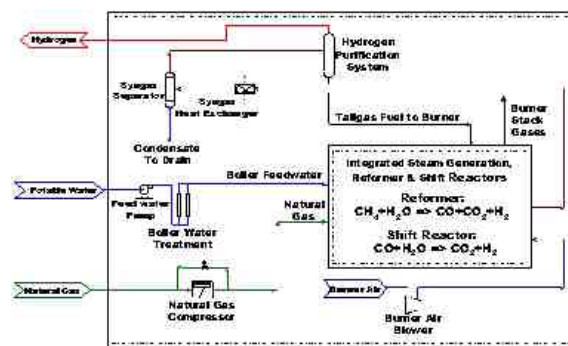 Hydrogen
Hydrogen
Purification
System
Syngas
Separator
Syngas
Heat Exchanger
Condensate
To Drain
Tailgas Fuel to Burner
Burner
Stack
Gases
Integrated Steam Generation,
Reformer & Shift Reactors
Reformer:
CH₄+H₂O => CO+CO₂+H₂
Shift Reactor:
CO+H₂O => CO₂+H₂
Boiler Feedwater
Potable Water
Feed water
Pump
Boiler Water
Treatment
Natural
Gas
Natural Gas
Natural Gas
Compressor
Burner Air
Burner Air
Blower